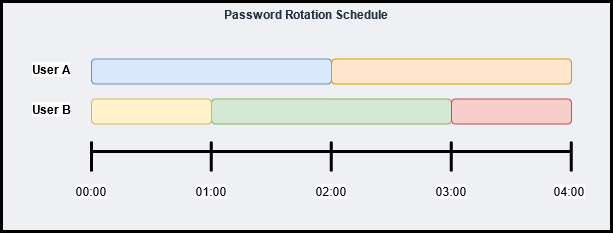 Password Rotation Schedule
User A
User B
00:00 01:00 02:00 03:00 04:00